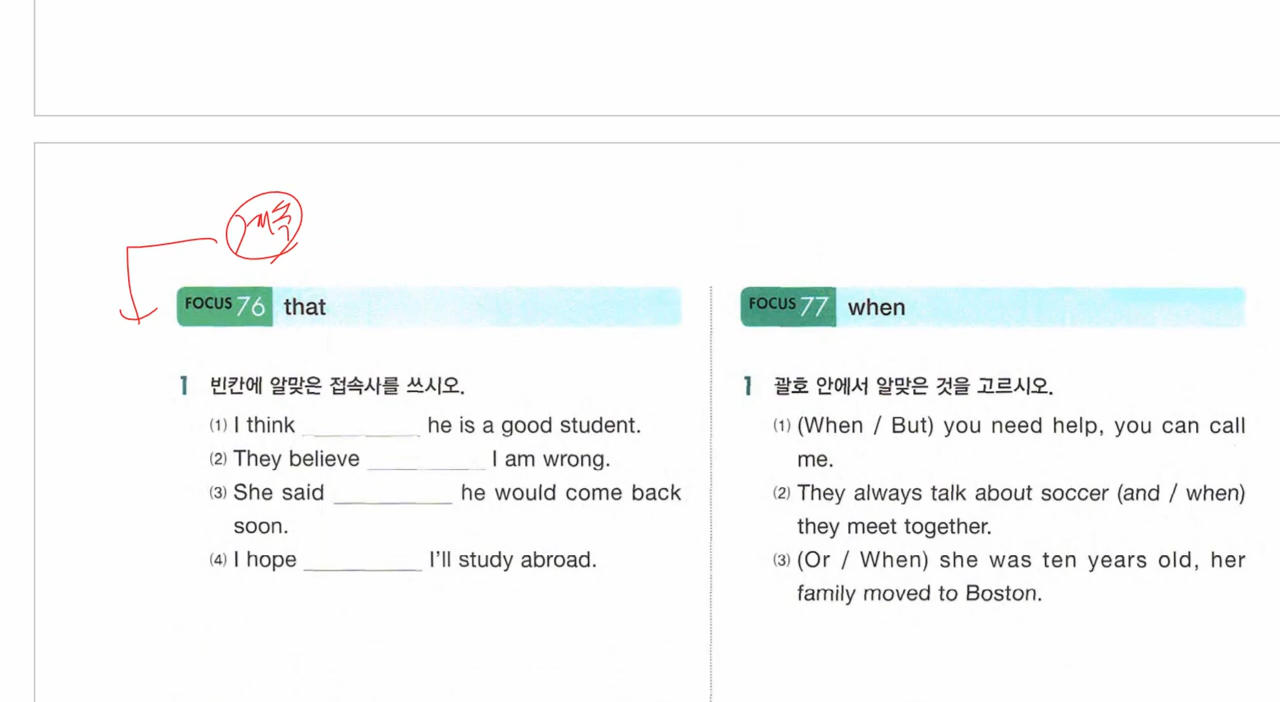 계속
FOCUS 76 that
1 빈칸에 알맞은 접속사를 쓰시오.
(1) I think __________ he is a good student.
(2) They believe __________ I am wrong.
(3) She said __________ he would come back
soon.
(4) I hope __________ I'll study abroad.
FOCUS 77 when
1 괄호 안에서 알맞은 것을 고르시오.
(1) (When / But) you need help, you can call
me.
(2) They always talk about soccer (and / when)
they meet together.
(3) (Or / When) she was ten years old, her
family moved to Boston.